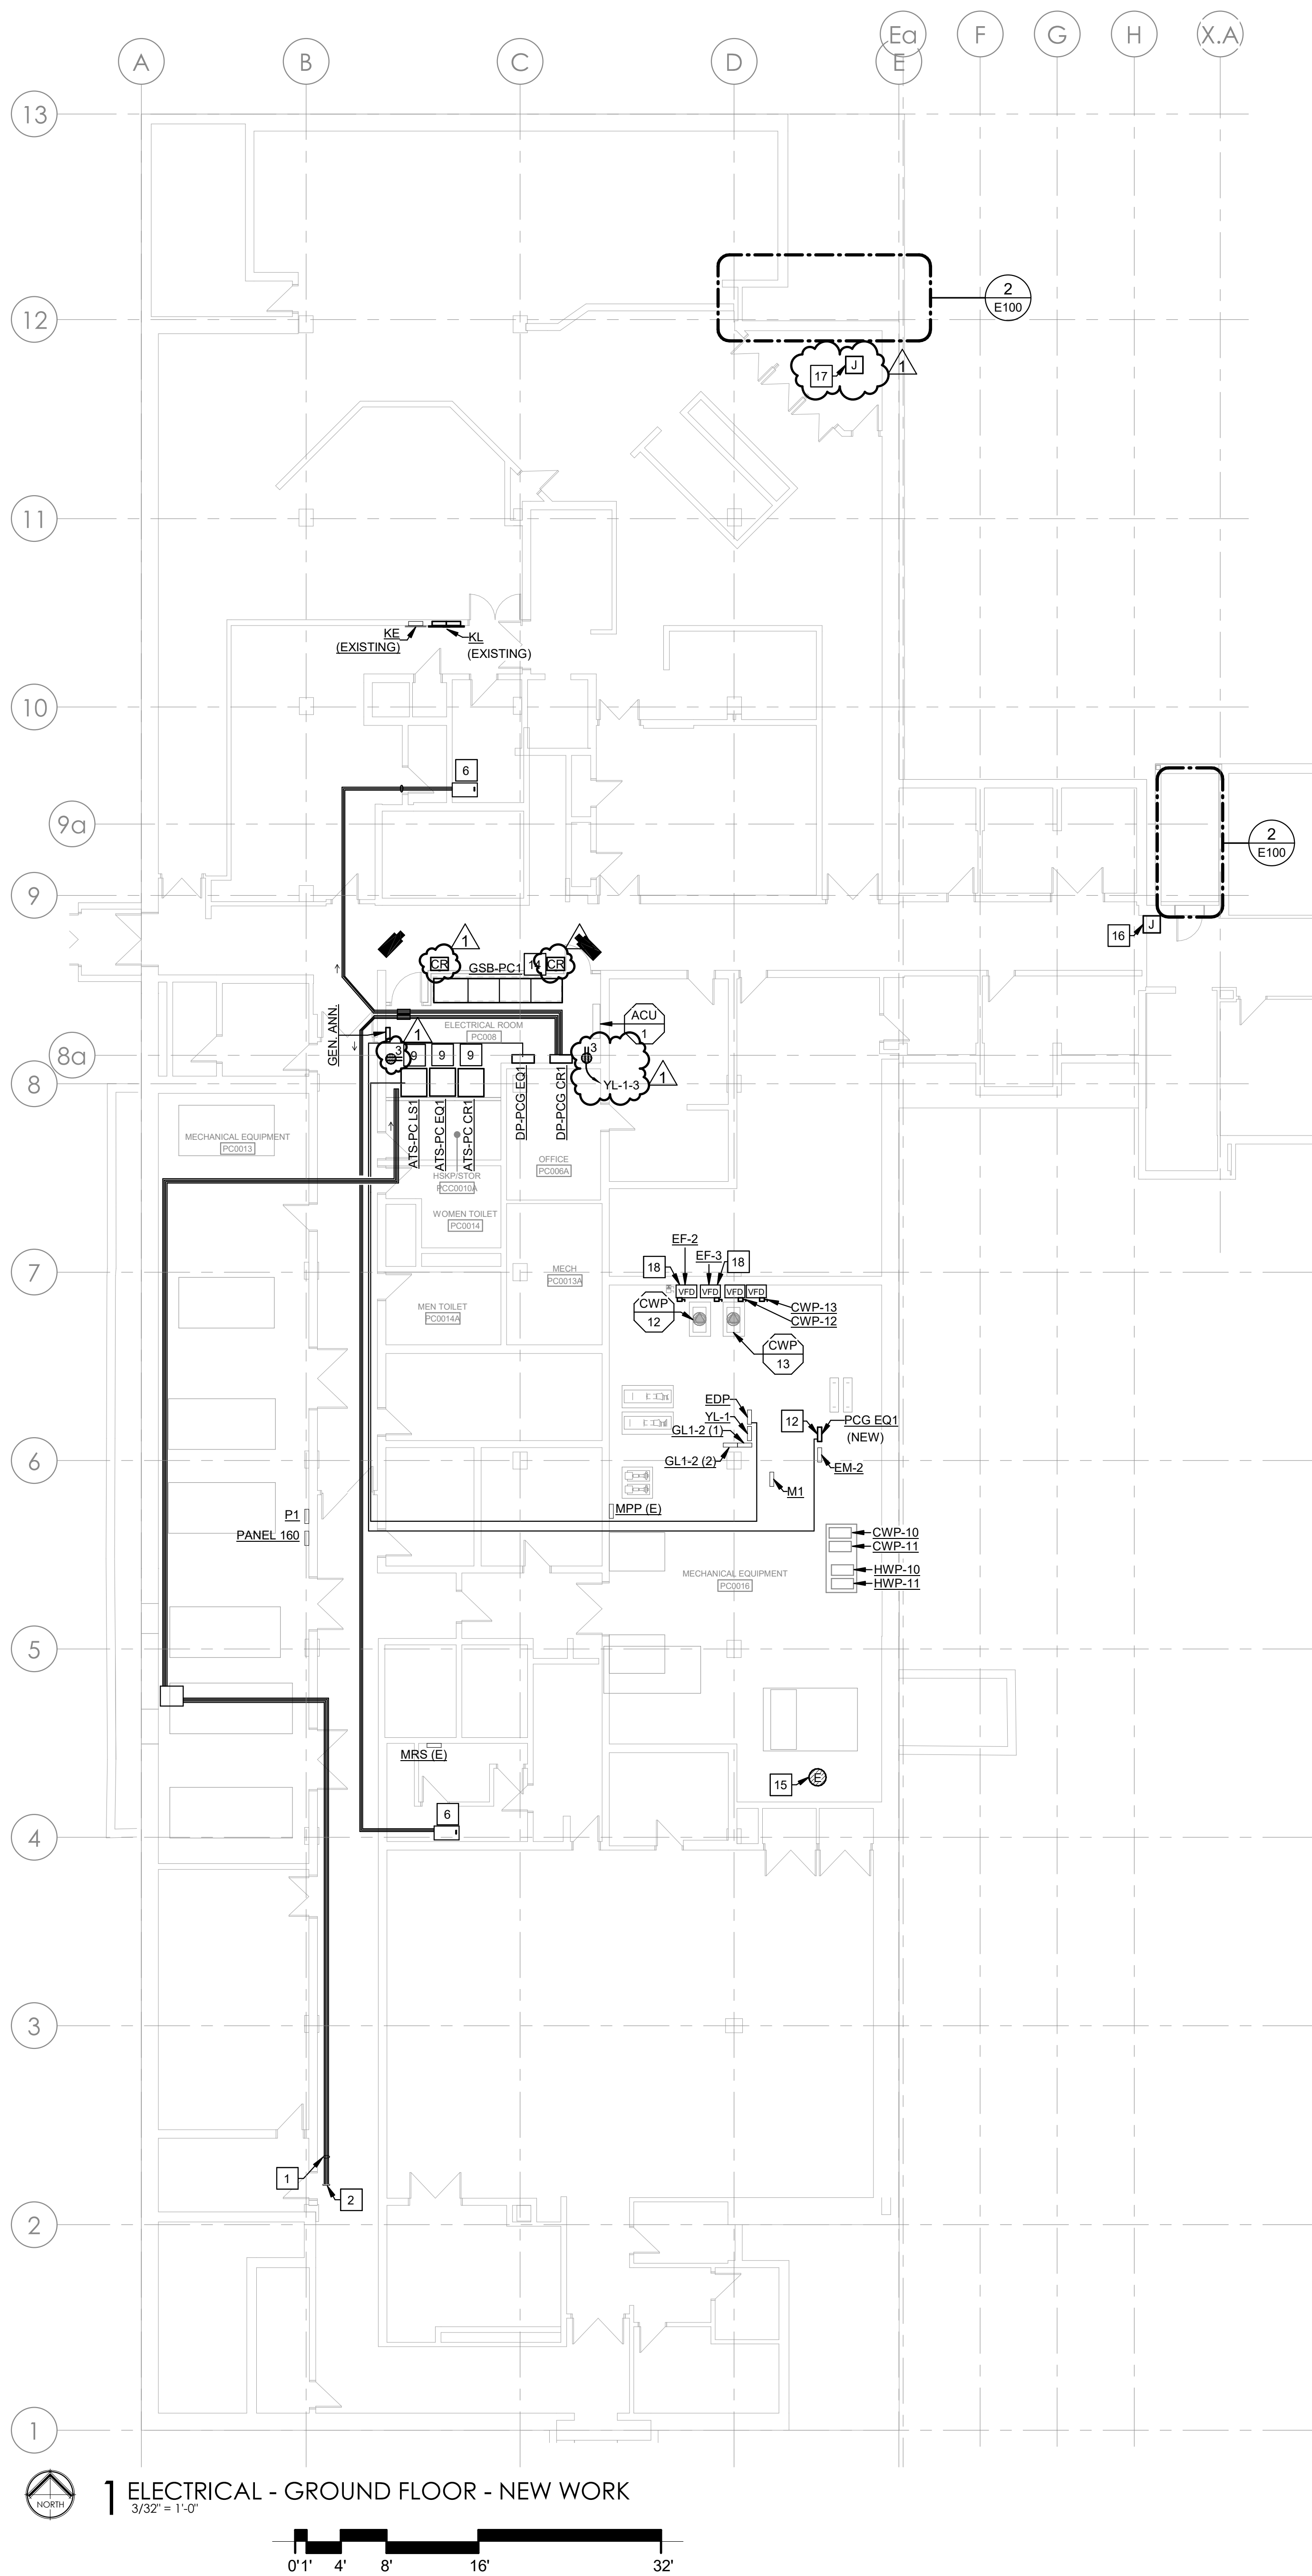 Ea
F
G
H
X.A
A
B
C
D
E
13
12
2
E100
17
J
1
11
KE
(EXISTING)
KL
(EXISTING)
10
6
9a
2
E100
9
16
J
1
CR
GSB-PC1
14
CR
GEN. ANN.
ELECTRICAL ROOM
PC008
ACU
1
1
8a
3
9
9
9
3
YL-1-3
1
8
ATS-PC LS1
ATS-PC EQ1
ATS-PC CR1
DP-PCG EQ1
DP-PCG CR1
MECHANICAL EQUIPMENT
PC0013
OFFICE
PC006A
HSKP/STOR
PCC0010A
WOMEN TOILET
PC0014
EF-2
EF-3
18
18
7
MECH
PC0013A
VFD
VFD
VFD
VFD
CWP
12
CWP-13
CWP-12
MEN TOILET
PC0014A
CWP
13
EDP
YL-1
GL1-2 (1)
12
PCG EQ1
(NEW)
6
GL1-2 (2)
EM-2
M1
P1
MPP (E)
PANEL 160
CWP-10
CWP-11
HWP-10
HWP-11
MECHANICAL EQUIPMENT
PC0016
5
MRS (E)
15
E
6
4
3
1
2
2
1
NORTH
1 ELECTRICAL - GROUND FLOOR - NEW WORK
3/32" = 1'-0"
0' 1' 4' 8' 16' 32'